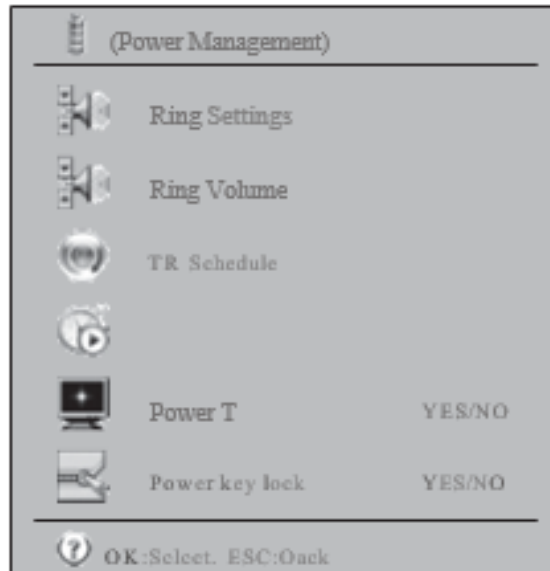 (Power Management)
Ring Settings
Ring Volume
TR Schedule
Power T YES/NO
Power key lock YES/NO
OK:Select. ESC:Oack